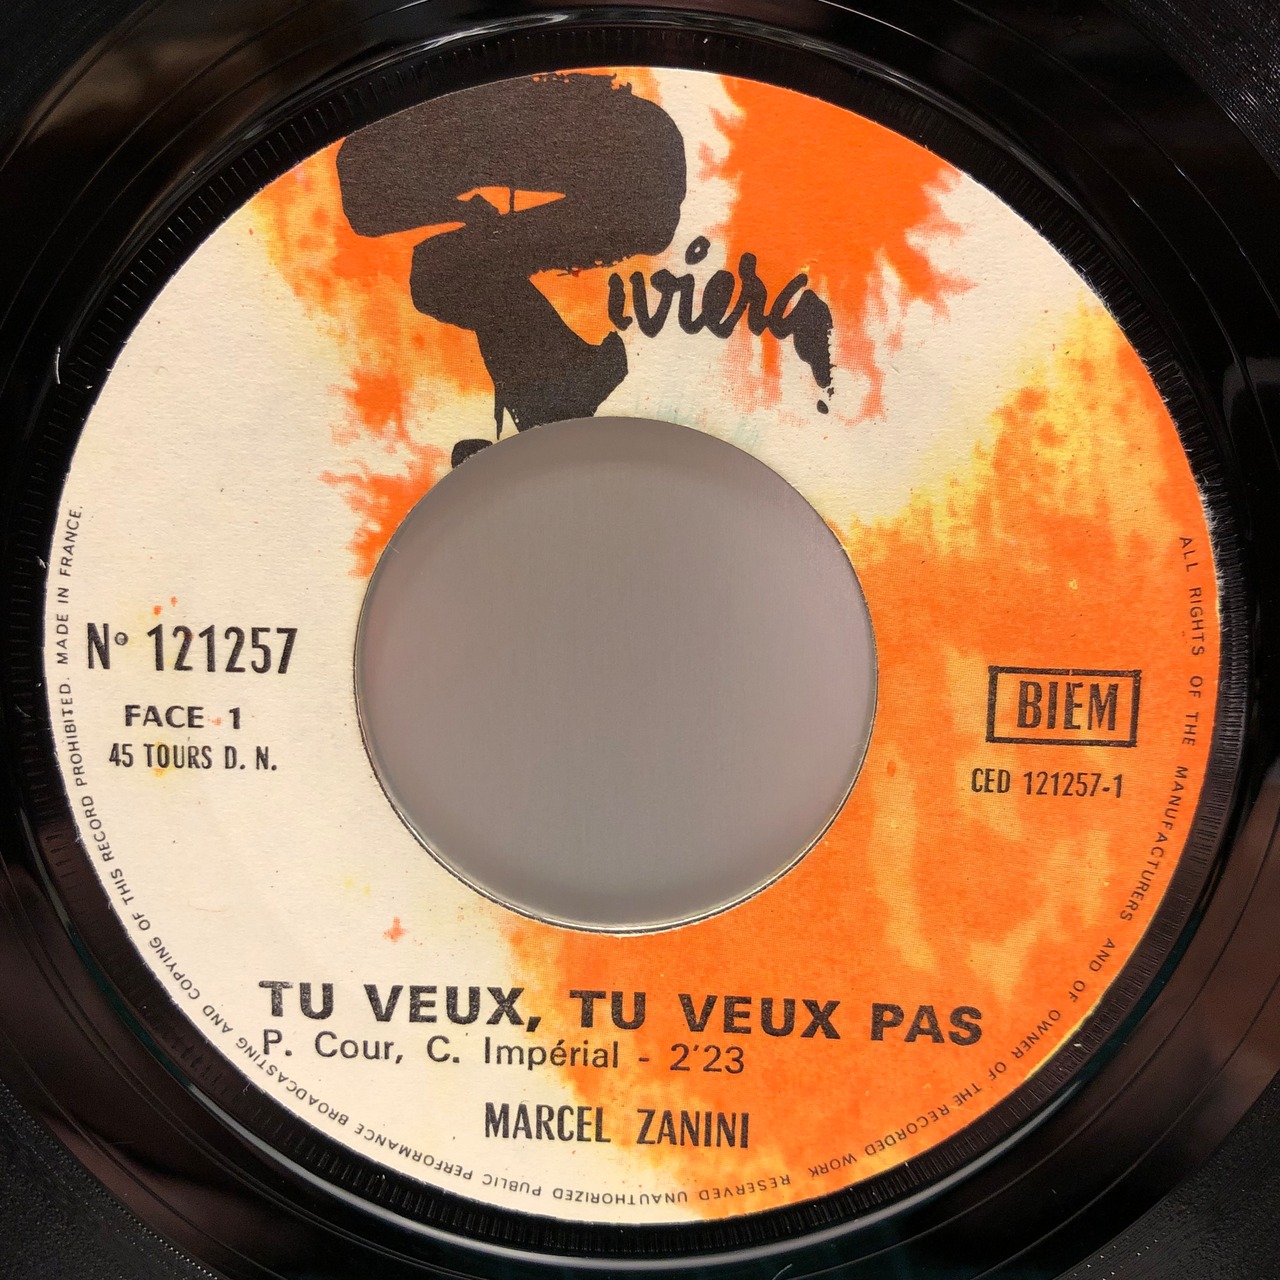 Riviera
Nº 121257
FACE 1
45 TOURS D. N.
BIEM
CED 121257-1
TU VEUX, TU VEUX PAS
P. Cour, C. Impérial - 2'23
MARCEL ZANINI
ALL RIGHTS OF THE MANUFACTURERS AND OF OWNER OF THE RECORDED WORK RESERVED UNAUTHORIZED PUBLIC PERFORMANCE BROADCASTING AND COPYING OF THIS RECORD PROHIBITED. MADE IN FRANCE.